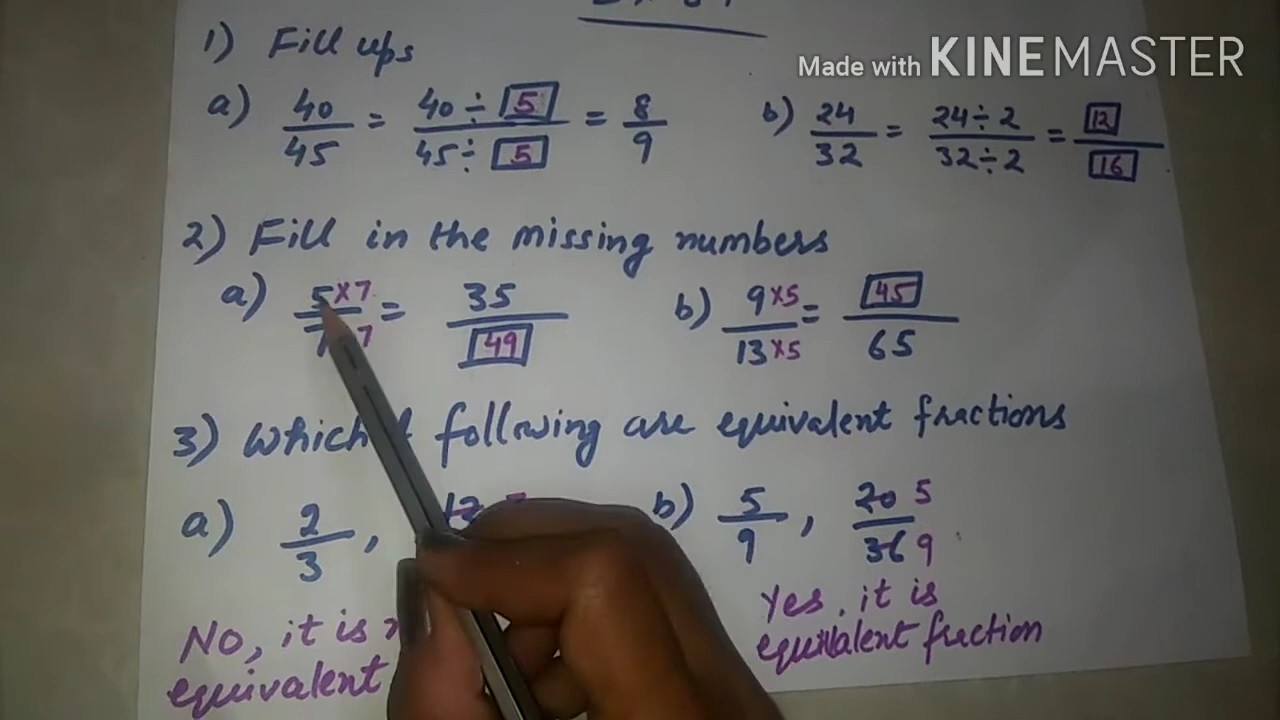 Made with KINEMASTER
1) Fill ups
a) 40/45 = 40÷5/45÷5 = 8/9 b) 24/32 = 24÷2/32÷2 = 12/16
2) Fill in the missing numbers
a) 5×7/ 7 = 35/49 b) 9×5/13×5 = 45/65
3) Which following are equivalent fractions
a) 2/3, b) 5/9, 20/36 5/9
No, it is Yes, it is
equivalent equivalent fraction